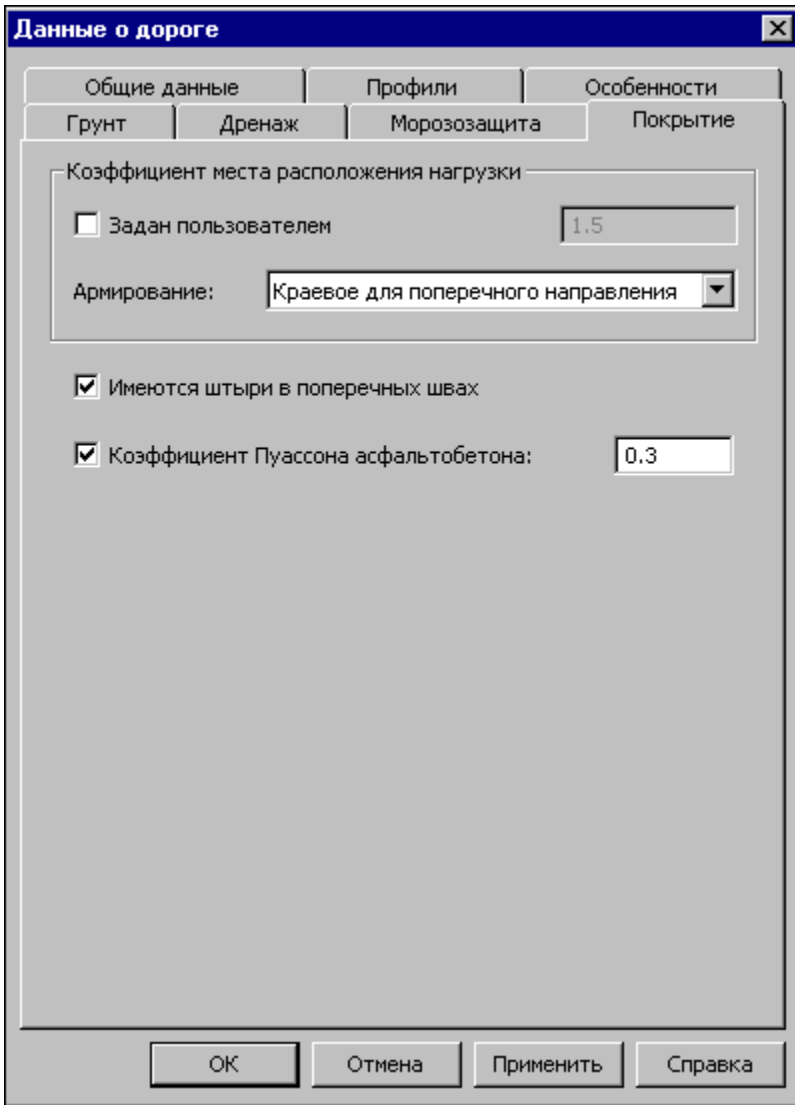 Данные о дороге
Общие данные Профили Особенности
Грунт Дренаж Морозозащита Покрытие
Коэффициент места расположения нагрузки
Задан пользователем 1.5
Армирование: Краевое для поперечного направления
Имеются штыри в поперечных швах
Коэффициент Пуассона асфальтобетона: 0.3
ОК Отмена Применить Справка